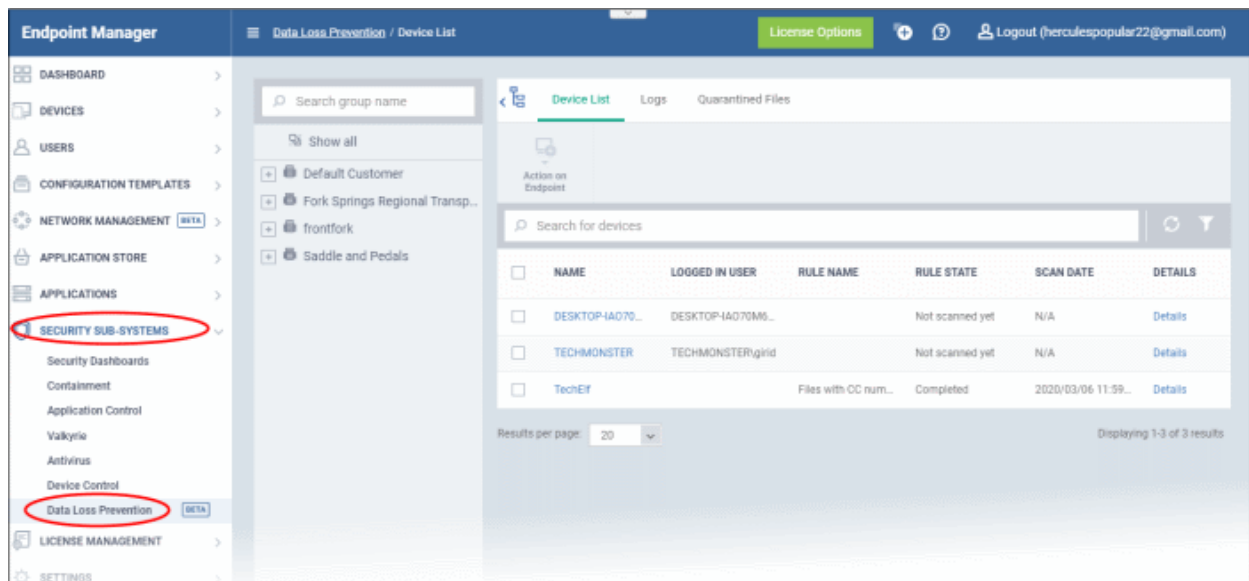 Endpoint Manager
Data Loss Prevention / Device List
License Options
Logout (herculespopular22@gmail.com)
DASHBOARD
DEVICES
USERS
CONFIGURATION TEMPLATES
NETWORK MANAGEMENT BETA
APPLICATION STORE
APPLICATIONS
SECURITY SUB-SYSTEMS
Security Dashboards
Containment
Application Control
Valkyrie
Antivirus
Device Control
Data Loss Prevention BETA
LICENSE MANAGEMENT
SETTINGS
Search group name
Show all
Default Customer
Fork Springs Regional Transp...
frontfork
Saddle and Pedals
Device List Logs Quarantined Files
Action on
Endpoint
Search for devices
NAME LOGGED IN USER RULE NAME RULE STATE SCAN DATE DETAILS
DESKTOP-IAO70... DESKTOP-IAO70M6... Not scanned yet N/A Details
TECHMONSTER TECHMONSTER\girid Not scanned yet N/A Details
TechElf Files with CC num... Completed 2020/03/06 11:59... Details
Results per page: 20 Displaying 1-3 of 3 results